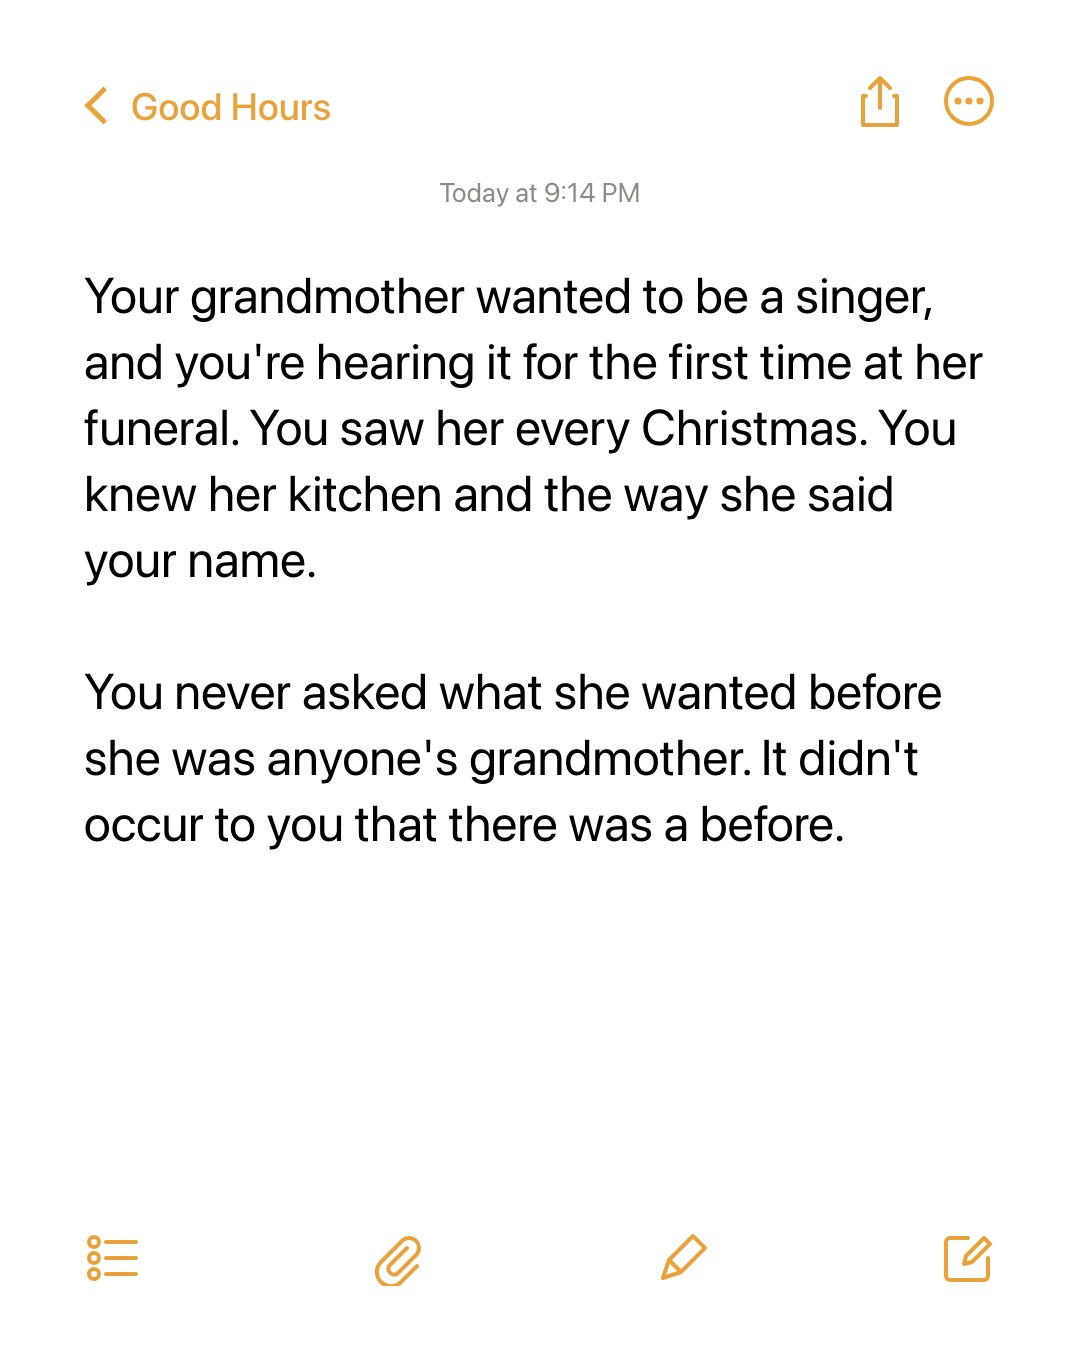 Good Hours
Today at 9:14 PM
Your grandmother wanted to be a singer,
and you're hearing it for the first time at her
funeral. You saw her every Christmas. You
knew her kitchen and the way she said
your name.
You never asked what she wanted before
she was anyone's grandmother. It didn't
occur to you that there was a before.